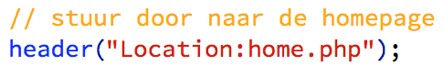 // stuur door naar de homepage
header("Location:home.php");